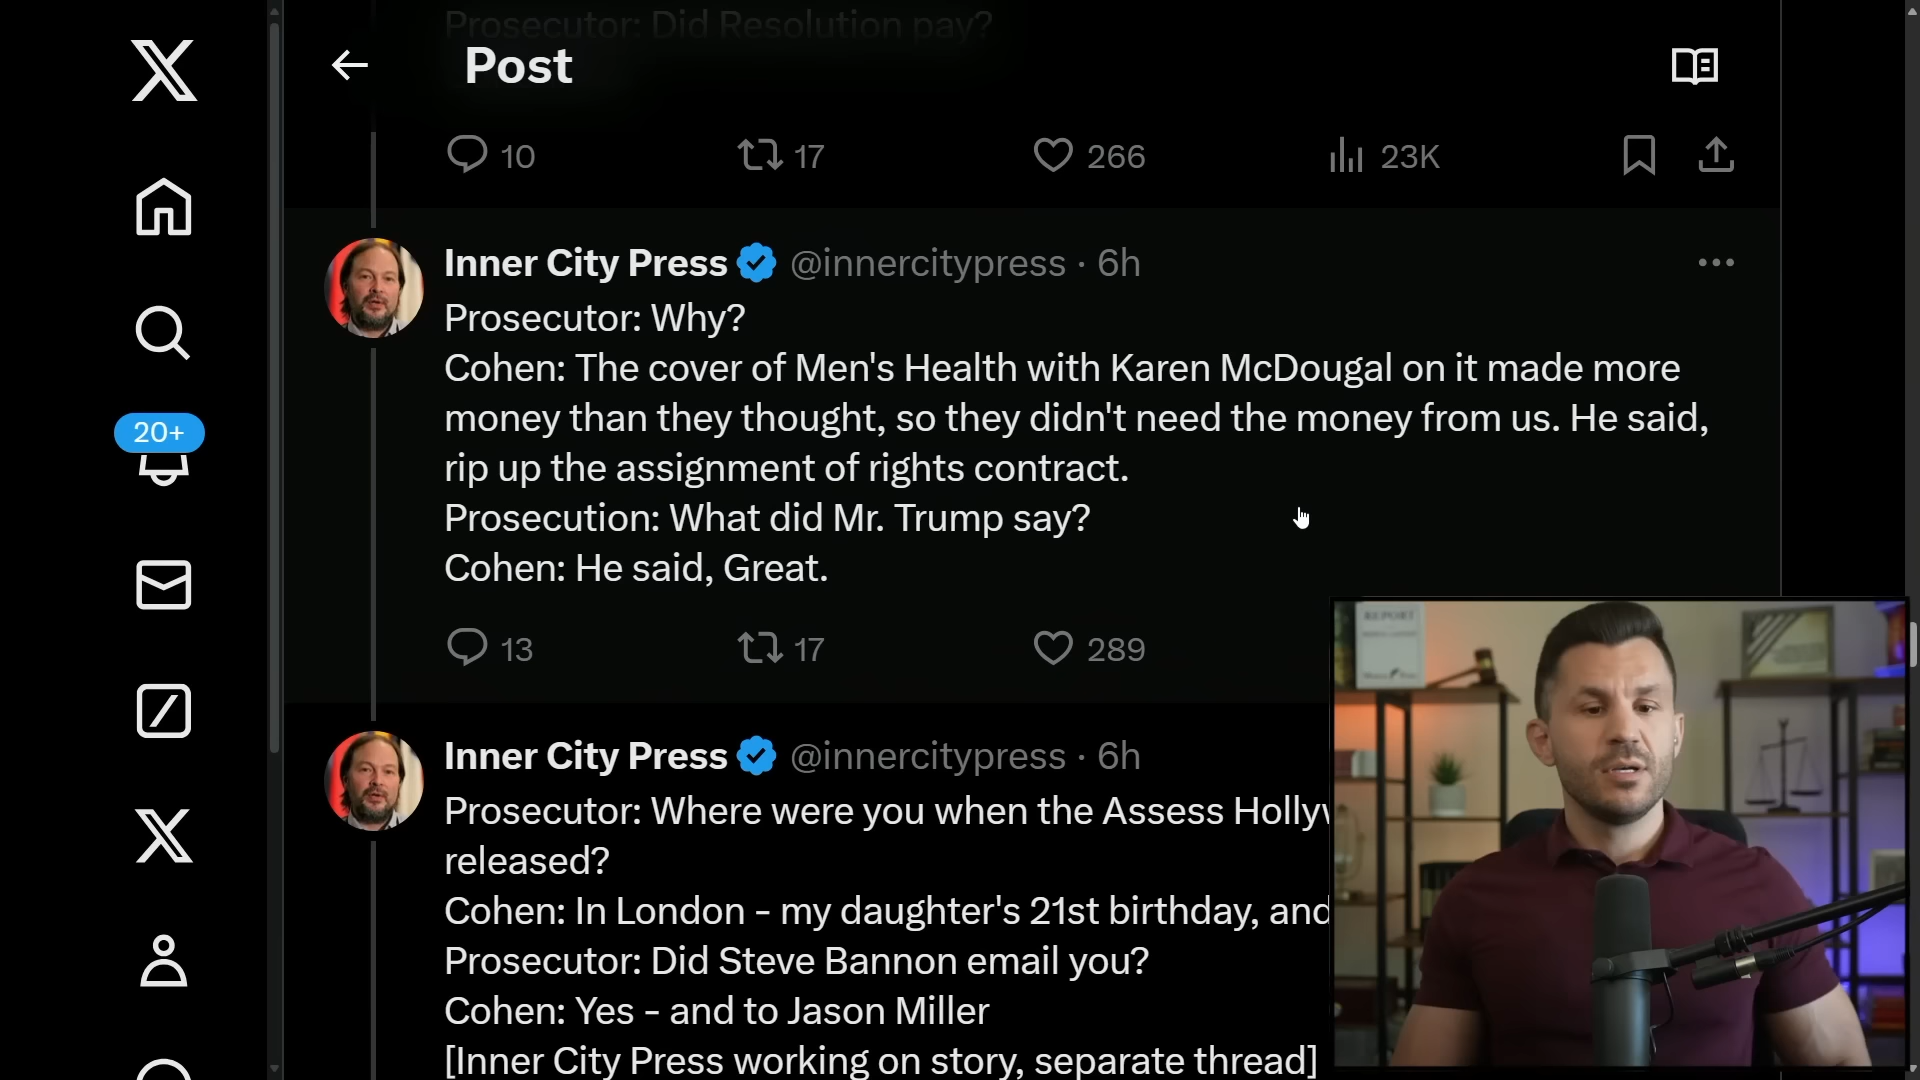 Prosecutor: Did Resolution pay?
Post
10 17 266 23K
Inner City Press @innercitypress · 6h
Prosecutor: Why?
Cohen: The cover of Men's Health with Karen McDougal on it made more
money than they thought, so they didn't need the money from us. He said,
rip up the assignment of rights contract.
Prosecution: What did Mr. Trump say?
Cohen: He said, Great.
20+
13 17 289
Inner City Press @innercitypress · 6h
Prosecutor: Where were you when the Assess Hollyw
released?
Cohen: In London - my daughter's 21st birthday, and
Prosecutor: Did Steve Bannon email you?
Cohen: Yes - and to Jason Miller
[Inner City Press working on story, separate thread]
REPORT